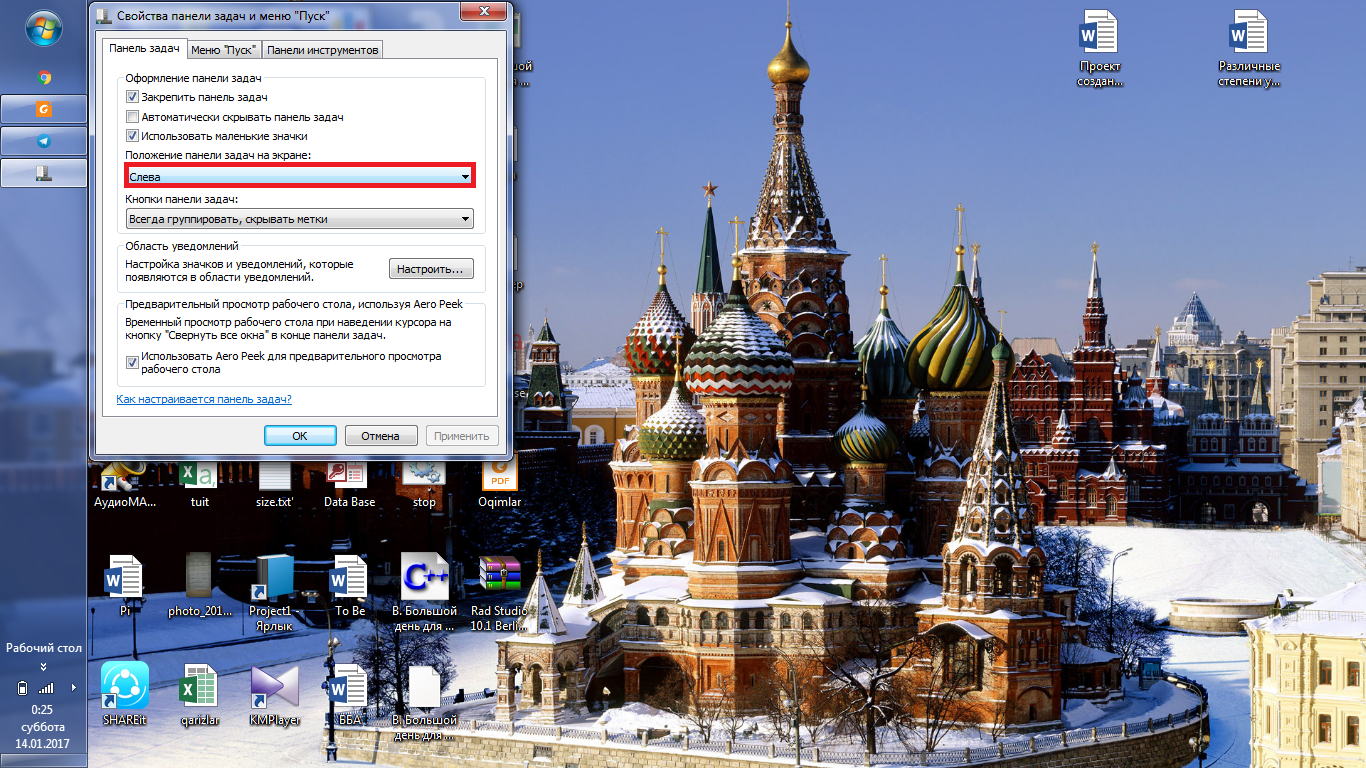 Свойства панели задач и меню "Пуск"
Панель задач
Меню "Пуск"
Панели инструментов
Оформление панели задач
Закрепить панель задач
Автоматически скрывать панель задач
Использовать маленькие значки
Положение панели задач на экране:
Слева
Кнопки панели задач:
Всегда группировать, скрывать метки
Область уведомлений
Настройка значков и уведомлений, которые
появляются в области уведомлений.
Настроить...
Предварительный просмотр рабочего стола, используя Aero Peek
Временный просмотр рабочего стола при наведении курсора на
кнопку "Свернуть все окна" в конце панели задач.
Использовать Aero Peek для предварительного просмотра
рабочего стола
Как настраивается панель задач?
ОК
Отмена
Применить
Проект
создан...
Различные
степени у...
АудиоМА...
tuit
size.txt'
Data Base
stop
PDF
Oqimlar
Pi
photo_201...
Project1 -
Ярлык
To Be
C++
В. Большой
день для ...
Rad Studio
10.1 Berli...
SHAREit
qarizlar
KMPlayer
ББА
В. Большой
день для ...
Рабочий стол
0:25
суббота
14.01.2017